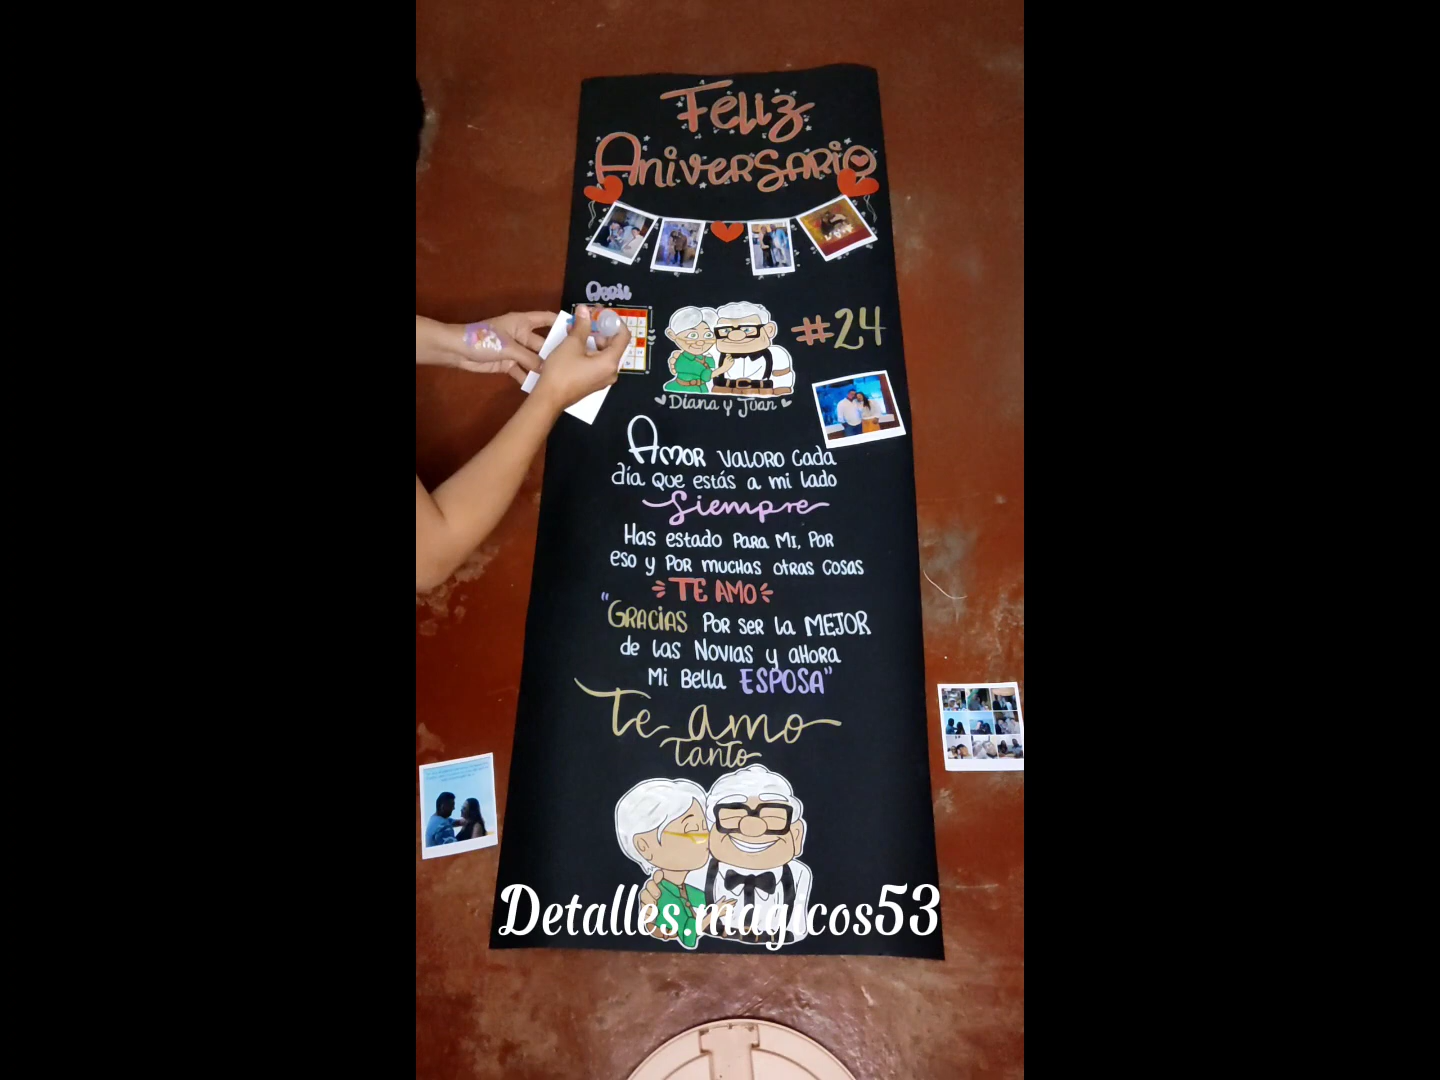 Feliz
Aniversario
Abril
#24
Diana y Juan
Amor valoro cada
día que estás a mi lado
Siempre
Has estado para mi, por
eso y por muchas otras cosas
TE AMO
"Gracias por ser la MEJOR
de las Novias y ahora
Mi Bella ESPOSA"
Te amo
Tanto
Detalles.magicos53